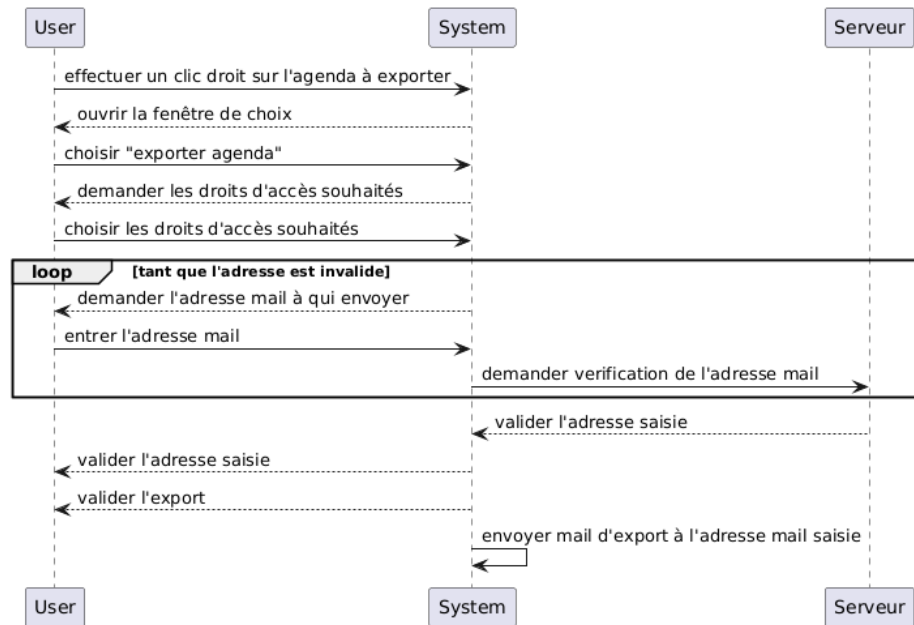 User System Serveur
effectuer un clic droit sur l'agenda à exporter
ouvrir la fenêtre de choix
choisir "exporter agenda"
demander les droits d'accès souhaités
choisir les droits d'accès souhaités
loop [tant que l'adresse est invalide]
demander l'adresse mail à qui envoyer
entrer l'adresse mail
demander verification de l'adresse mail
valider l'adresse saisie
valider l'adresse saisie
valider l'export
envoyer mail d'export à l'adresse mail saisie
User System Serveur